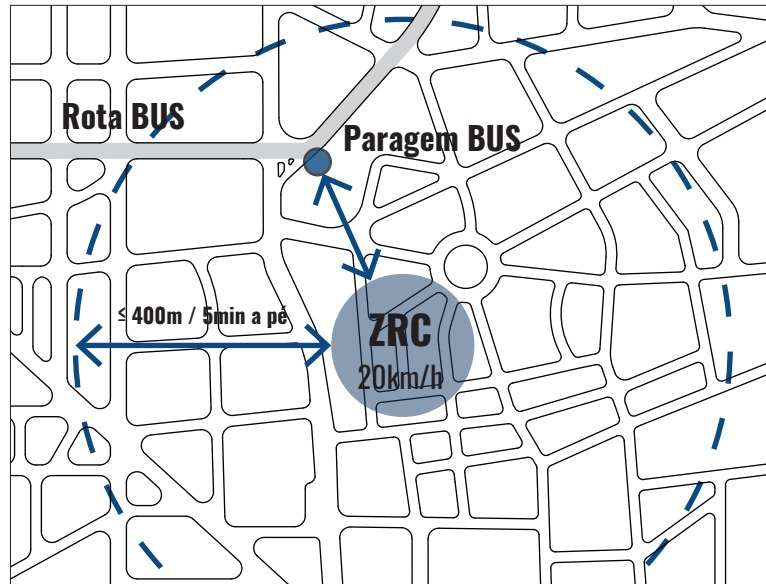 Rota BUS
Paragem BUS
≤ 400m / 5min a pé
ZRC
20km/h